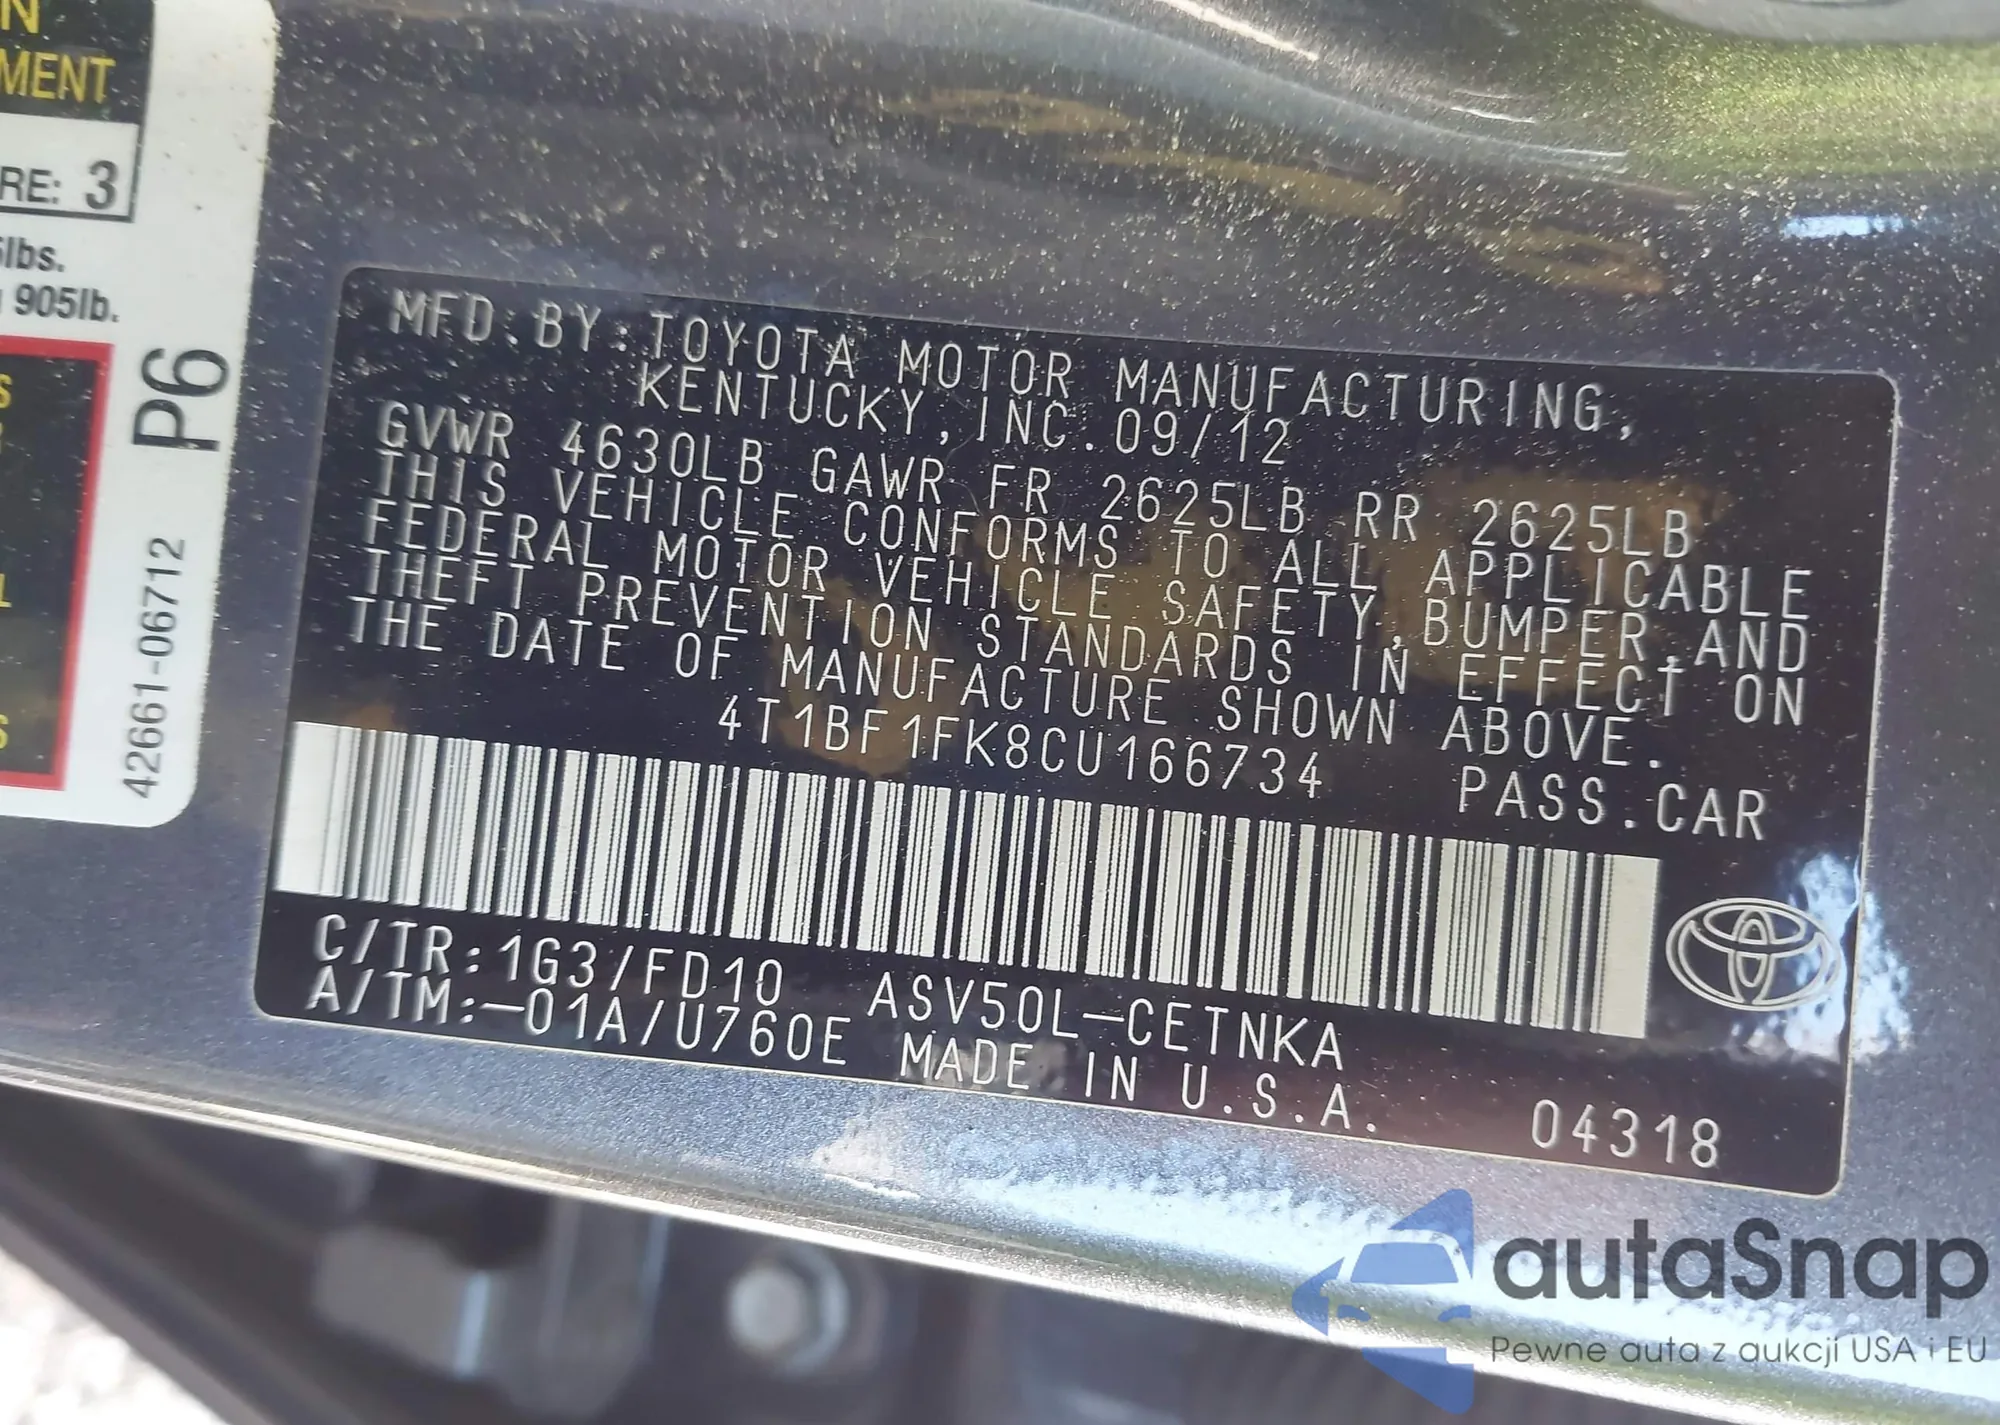 N
MENT
RE: 3
lbs.
905lb.
P6
42661-06712
MFD.BY:TOYOTA MOTOR MANUFACTURING,
KENTUCKY, INC.09/12
GVWR 4630LB GAWR FR 2625LB RR 2625LB
THIS VEHICLE CONFORMS TO ALL APPLICABLE
FEDERAL MOTOR VEHICLE SAFETY,BUMPER,AND
THEFT PREVENTION STANDARDS IN EFFECT ON
THE DATE OF MANUFACTURE SHOWN ABOVE.
4T1BF1FK8CU166734 PASS.CAR
C/TR:1G3/FD10 ASV50L-CETNKA
A/TM:-01A/U760E MADE IN U.S.A.
04318
autaSnap
Pewne auta z aukcji USA i EU